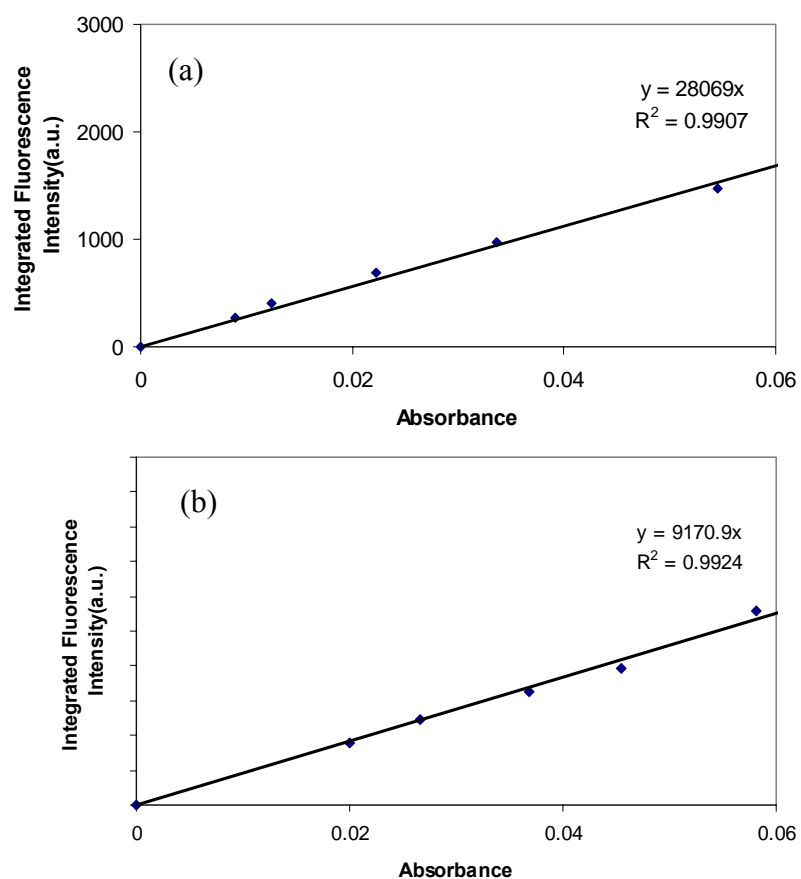 (a)
y = 28069x
R² = 0.9907
3000
2000
1000
0
Integrated Fluorescence
Intensity(a.u.)
0 0.02 0.04 0.06
Absorbance
(b)
y = 9170.9x
R² = 0.9924
Integrated Fluorescence
Intensity(a.u.)
0 0.02 0.04 0.06
Absorbance